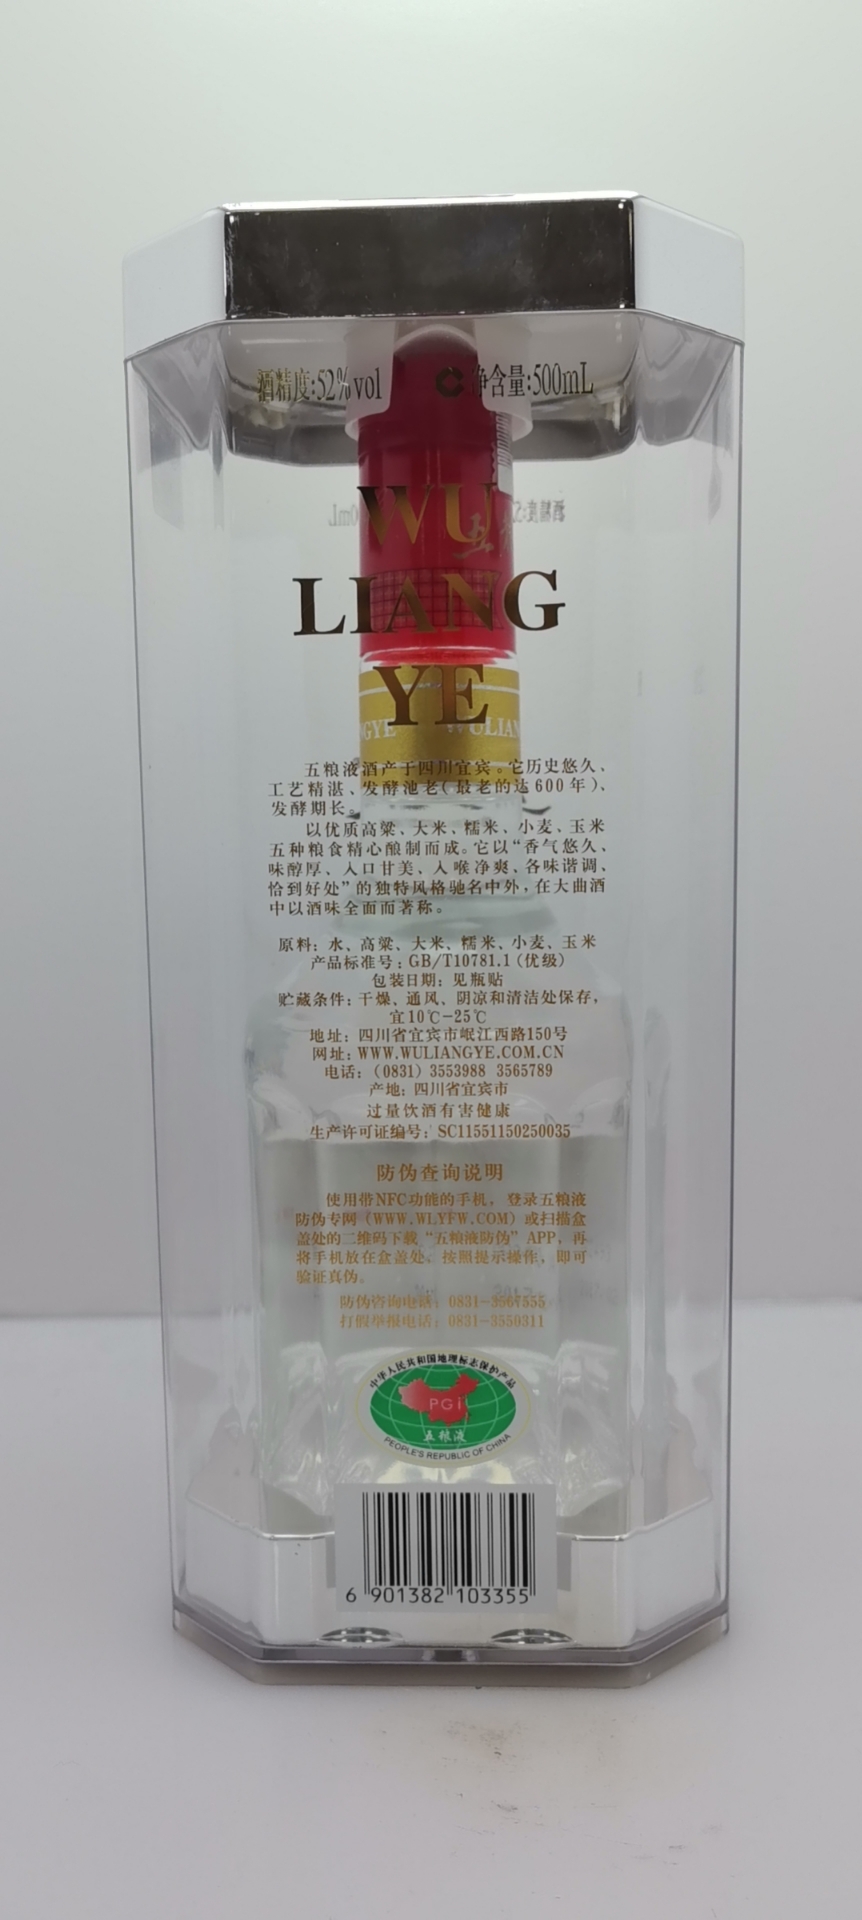 酒精度:52%vol 净含量:500mL
WU
LIANG
YE
五粮液酒产于四川宜宾。它历史悠久、
工艺精湛、发酵池老(最老的达600年)、
发酵期长。
以优质高粱、大米、糯米、小麦、玉米
五种粮食精心酿制而成。它以“香气悠久、
味醇厚、入口甘美、入喉净爽、各味谐调、
恰到好处”的独特风格驰名中外,在大曲酒
中以酒味全面而著称。
原料: 水、高粱、大米、糯米、小麦、玉米
产品标准号: GB/T10781.1 (优级)
包装日期: 见瓶贴
贮藏条件: 干燥、通风、阴凉和清洁处保存,
宜10℃-25℃
地址: 四川省宜宾市岷江西路150号
网址: WWW.WULIANGYE.COM.CN
电话: (0831) 3553988 3565789
产地: 四川省宜宾市
过量饮酒有害健康
生产许可证编号: SC11551150250035
防伪查询说明
使用带NFC功能的手机, 登录五粮液
防伪专网 (WWW.WLYFW.COM) 或扫描盒
盖处的二维码下载“五粮液防伪”APP, 再
将手机放在盒盖处、按照提示操作, 即可
验证真伪。
防伪咨询电话: 0831-3567555
打假举报电话: 0831-3559311
中华人民共和国地理标志保护产品
PGI
五粮液
PEOPLE'S REPUBLIC OF CHINA
6 901382 103355